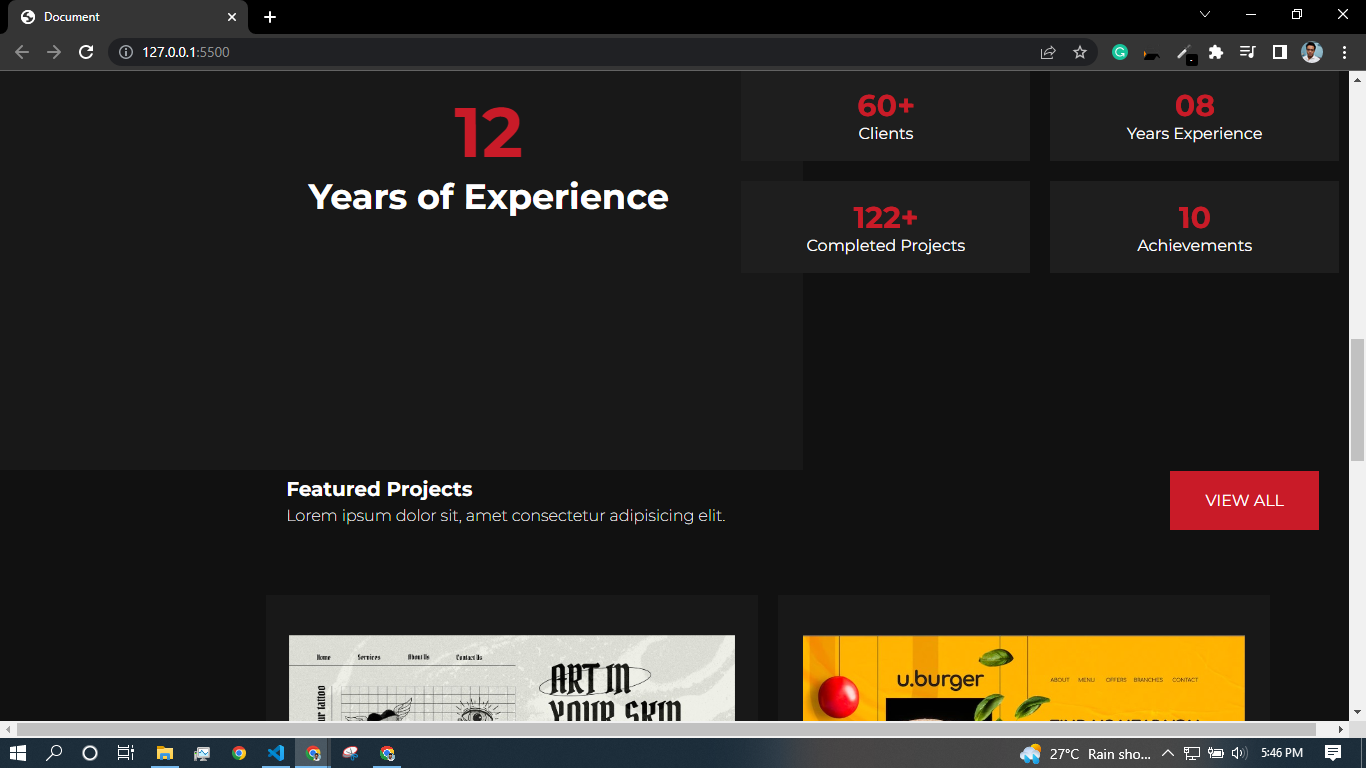 Document
127.0.0.1:5500
12
Years of Experience
60+
Clients
08
Years Experience
122+
Completed Projects
10
Achievements
Featured Projects
Lorem ipsum dolor sit, amet consectetur adipisicing elit.
VIEW ALL
Home Services About Us Contact Us
ART IN
YOUR SKIN
u.burger
ABOUT MENU OFFERS BRANCHES CONTACT
27°C Rain sho...
5:46 PM